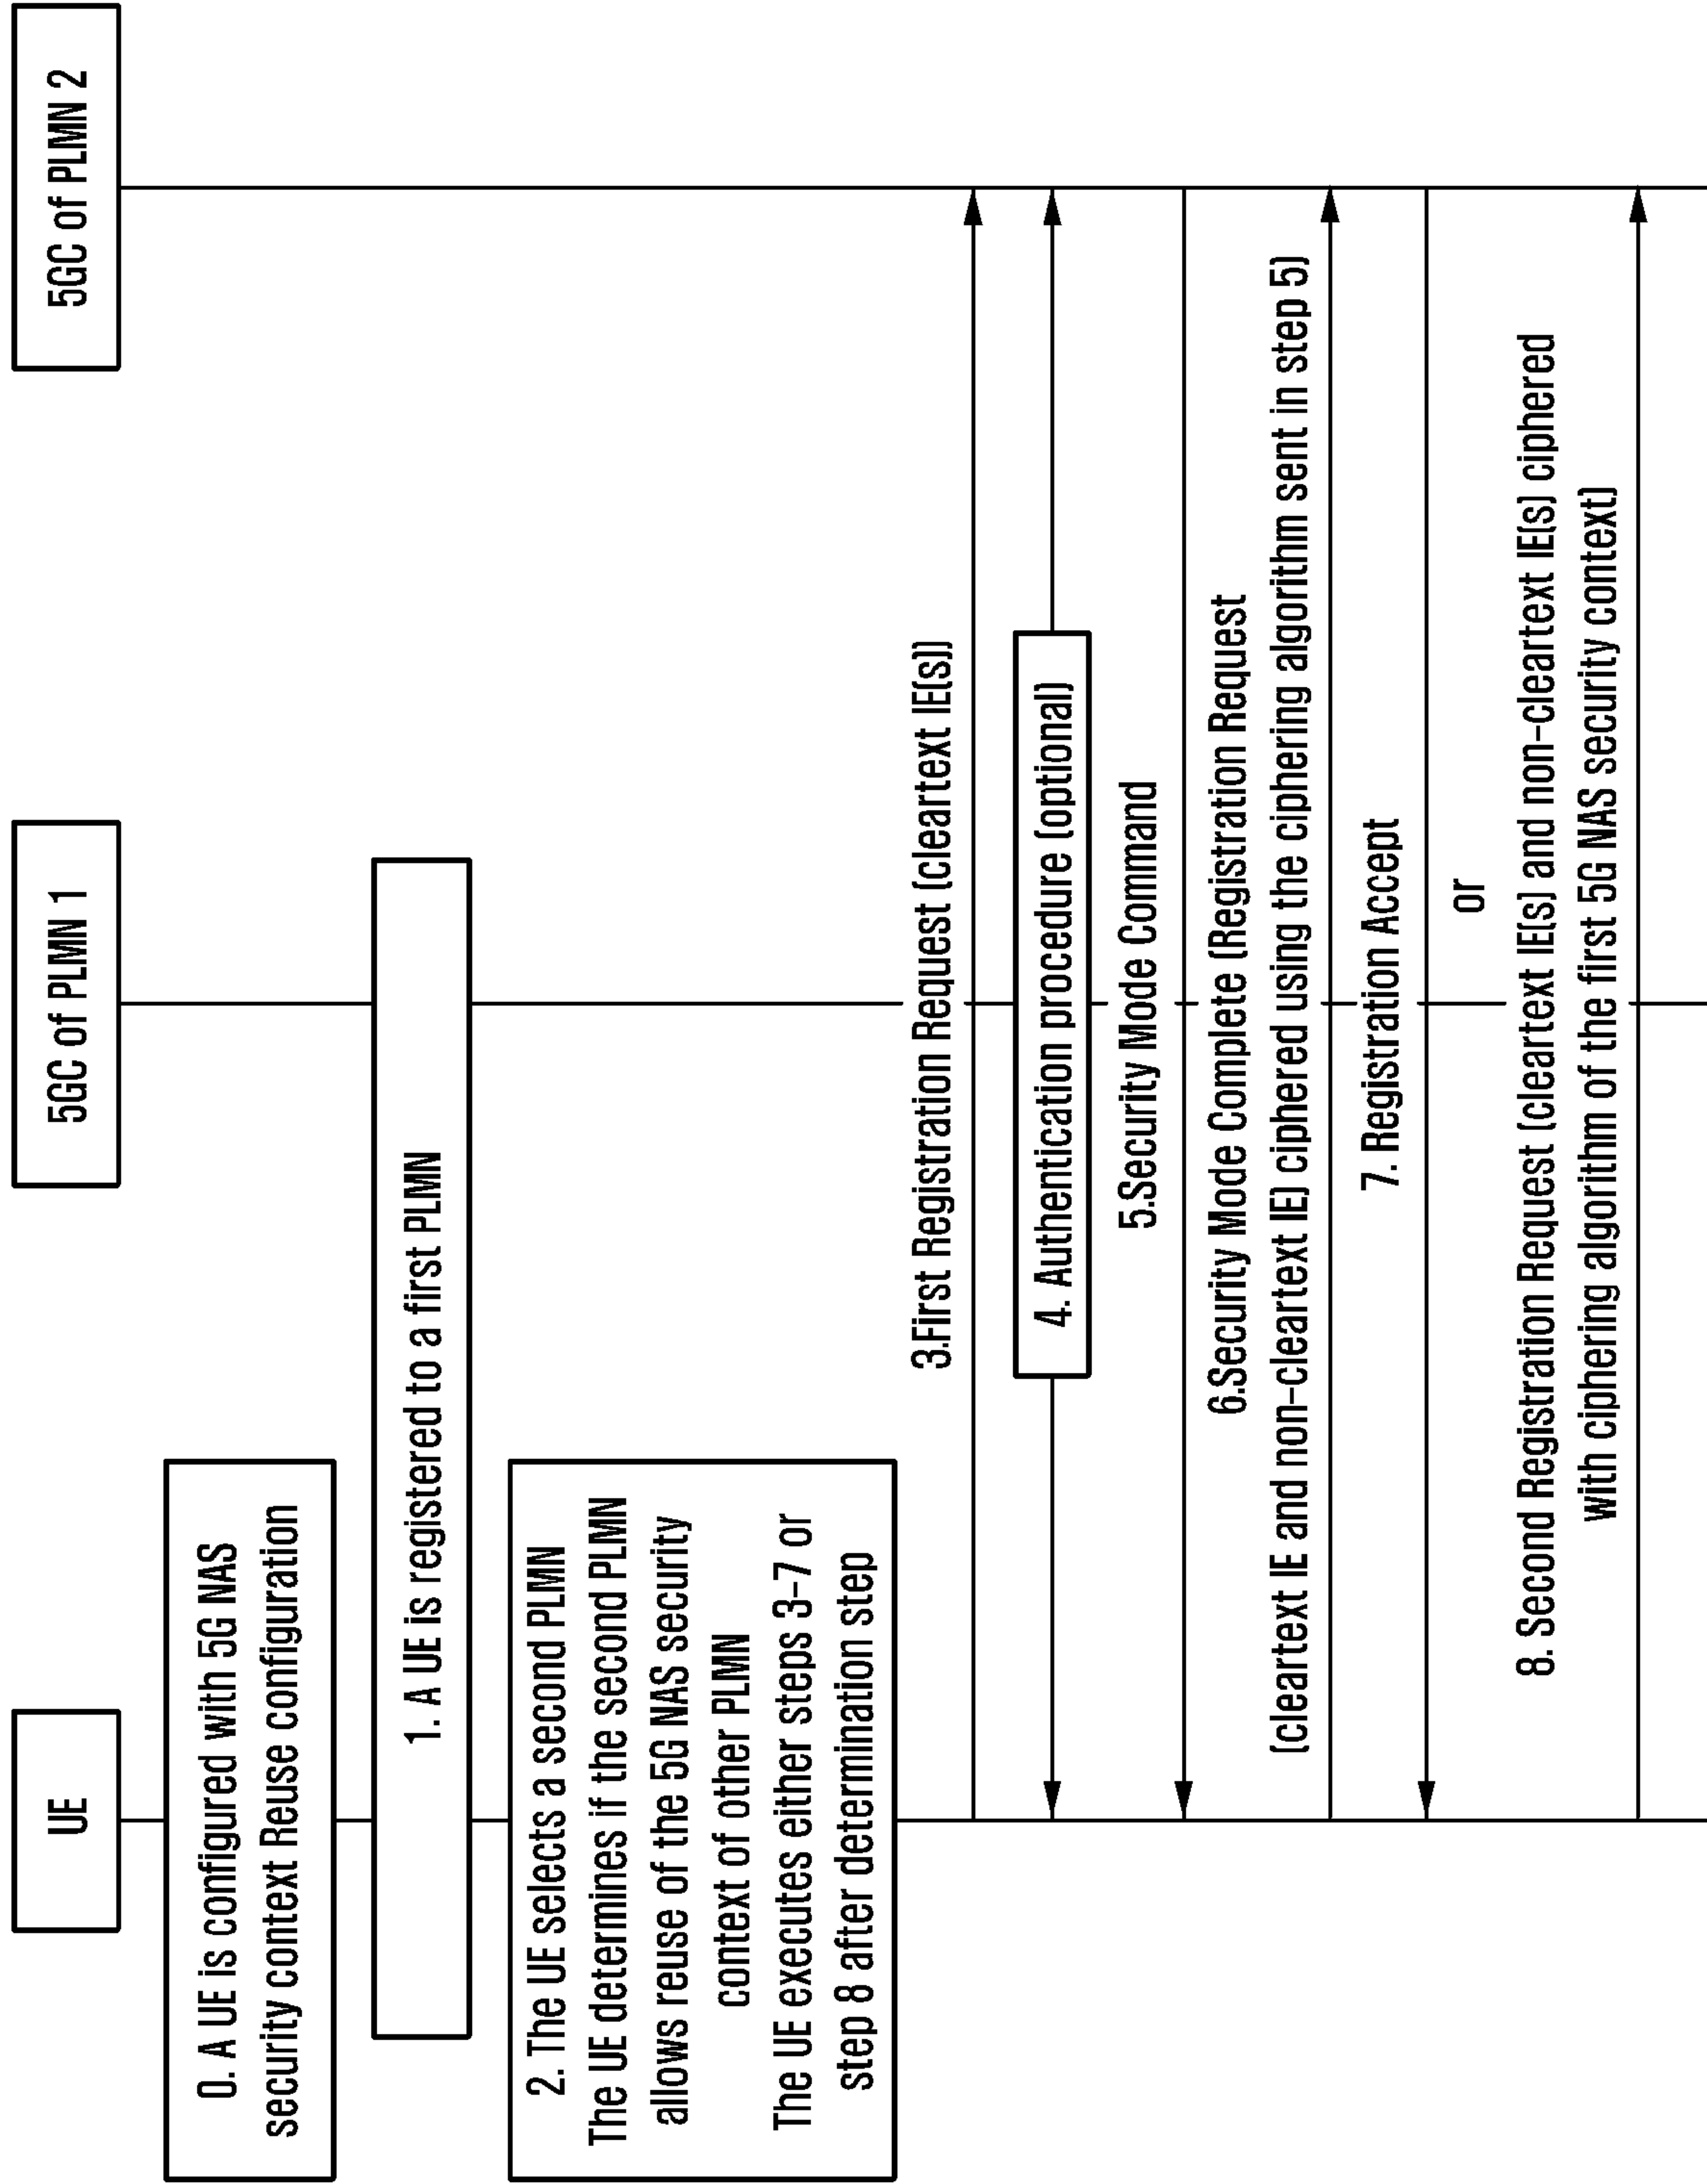 UE
5GC of PLMN 1
5GC of PLMN 2
0. A UE is configured with 5G NAS
security context Reuse configuration
1. A UE is registered to a first PLMN
2. The UE selects a second PLMN
The UE determines if the second PLMN
allows reuse of the 5G NAS security
context of other PLMN
The UE executes either steps 3-7 or
step 8 after determination step
3.First Registration Request (cleartext IE(s))
4. Authentication procedure (optional)
5.Security Mode Command
6.Security Mode Complete (Registration Request
(cleartext IE and non-cleartext IE) ciphered using the ciphering algorithm sent in step 5)
7. Registration Accept
or
8. Second Registration Request (cleartext IE(s) and non-cleartext IE(s) ciphered
with ciphering algorithm of the first 5G NAS security context)